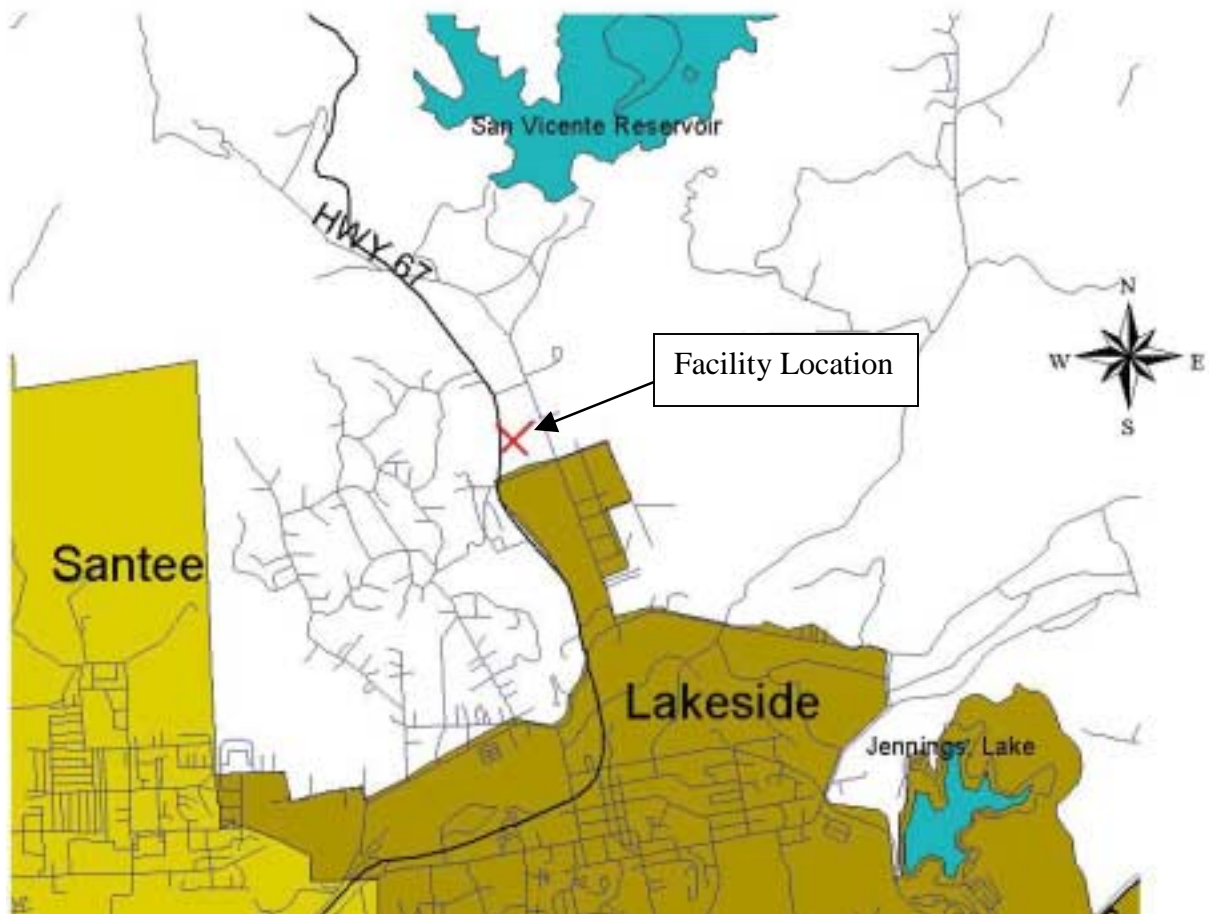 San Vicente Reservoir
HWY 67
N
W
E
S
Facility Location
Santee
Lakeside
Jennings, Lake